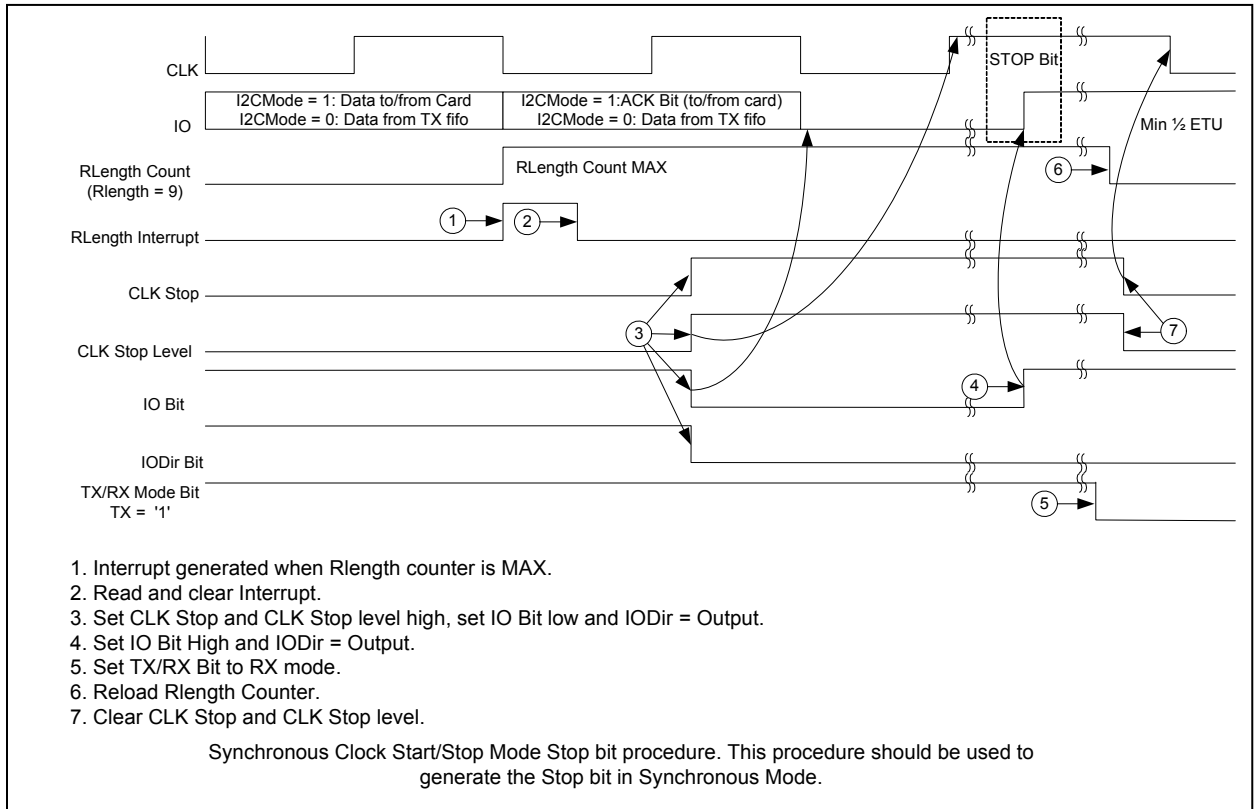 CLK
STOP Bit
IO
I2CMode = 1: Data to/from Card
I2CMode = 0: Data from TX fifo
I2CMode = 1:ACK Bit (to/from card)
I2CMode = 0: Data from TX fifo
Min ½ ETU
RLength Count
(Rlength = 9)
RLength Count MAX
6
1
2
RLength Interrupt
CLK Stop
3
7
CLK Stop Level
4
IO Bit
IODir Bit
TX/RX Mode Bit
TX = '1'
5
1. Interrupt generated when Rlength counter is MAX.
2. Read and clear Interrupt.
3. Set CLK Stop and CLK Stop level high, set IO Bit low and IODir = Output.
4. Set IO Bit High and IODir = Output.
5. Set TX/RX Bit to RX mode.
6. Reload Rlength Counter.
7. Clear CLK Stop and CLK Stop level.
Synchronous Clock Start/Stop Mode Stop bit procedure. This procedure should be used to
generate the Stop bit in Synchronous Mode.